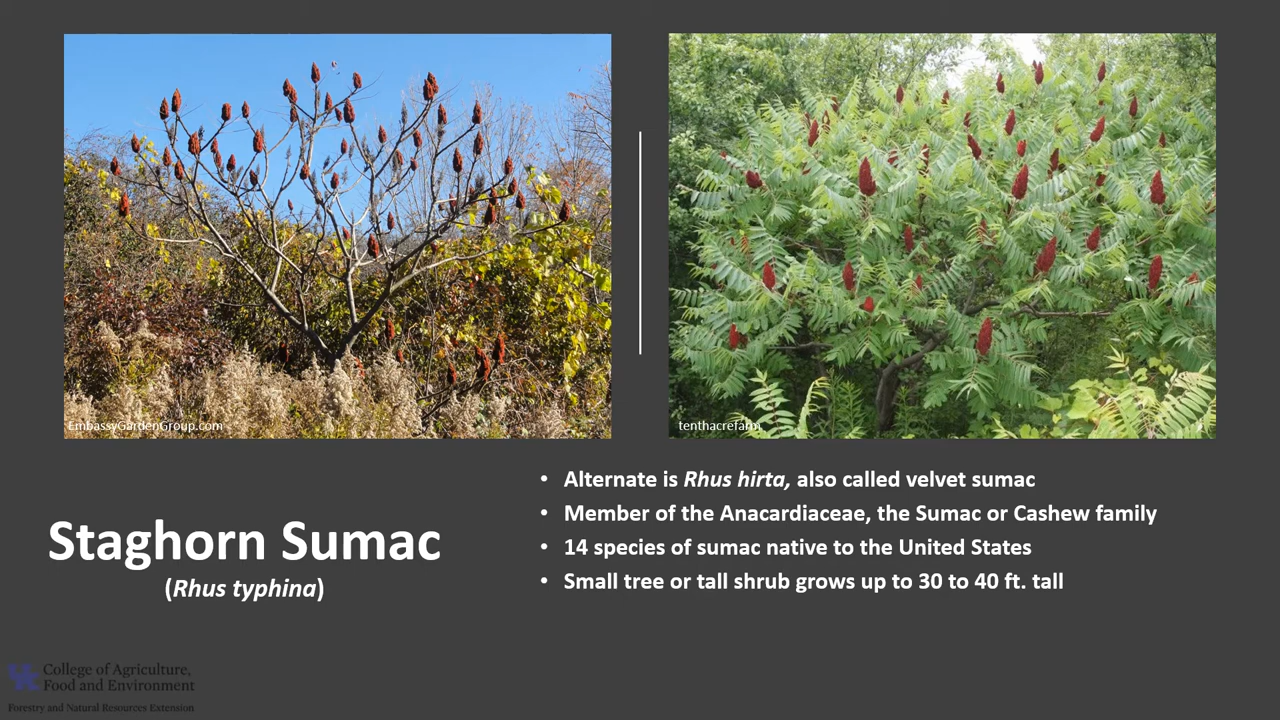 EmbassyGardenGroup.com
tenthacrefarm
Staghorn Sumac
(Rhus typhina)
• Alternate is Rhus hirta, also called velvet sumac
• Member of the Anacardiaceae, the Sumac or Cashew family
• 14 species of sumac native to the United States
• Small tree or tall shrub grows up to 30 to 40 ft. tall
UK College of Agriculture,
Food and Environment
Forestry and Natural Resources Extension